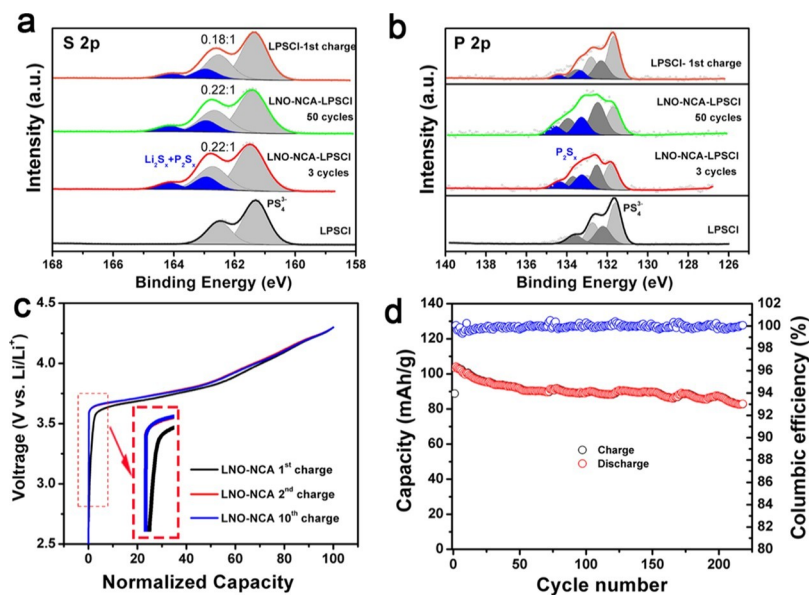 a
S 2p
0.18:1
LPSCl-1st charge
0.22:1
LNO-NCA-LPSCl
50 cycles
0.22:1
Li₂Sₓ+P₂Sₓ
LNO-NCA-LPSCl
3 cycles
PS₄³⁻
LPSCl
Intensity (a.u.)
168 166 164 162 160 158
Binding Energy (eV)
b
P 2p
LPSCl- 1st charge
LNO-NCA-LPSCl
50 cycles
P₂Sₓ
LNO-NCA-LPSCl
3 cycles
PS₄³⁻
LPSCl
Intensity (a.u.)
140 138 136 134 132 130 128 126
Binding Energy (eV)
c
4.5
4.0
3.5
3.0
2.5
Voltrage (V vs. Li/Li⁺)
LNO-NCA 1ˢᵗ charge
LNO-NCA 2ⁿᵈ charge
LNO-NCA 10ᵗʰ charge
0 20 40 60 80 100
Normalized Capacity
d
140
120
100
80
60
40
20
0
Capacity (mAh/g)
Charge
Discharge
102
100
98
96
94
92
90
88
86
84
82
80
Columbic efficiency (%)
0 50 100 150 200
Cycle number